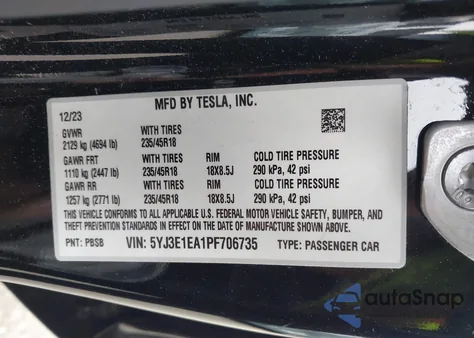 MFD BY TESLA, INC.
12/23
GVWR WITH TIRES
2129 kg (4694 lb) 235/45R18
GAWR FRT WITH TIRES RIM COLD TIRE PRESSURE
1110 kg (2447 lb) 235/45R18 18X8.5J 290 kPa, 42 psi
GAWR RR WITH TIRES RIM COLD TIRE PRESSURE
1257 kg (2771 lb) 235/45R18 18X8.5J 290 kPa, 42 psi
THIS VEHICLE CONFORMS TO ALL APPLICABLE U.S. FEDERAL MOTOR VEHICLE SAFETY, BUMPER, AND
THEFT PREVENTION STANDARDS IN EFFECT ON THE DATE OF MANUFACTURE SHOWN ABOVE.
PNT: PBSB VIN: 5YJ3E1EA1PF706735 TYPE: PASSENGER CAR
autoSnap